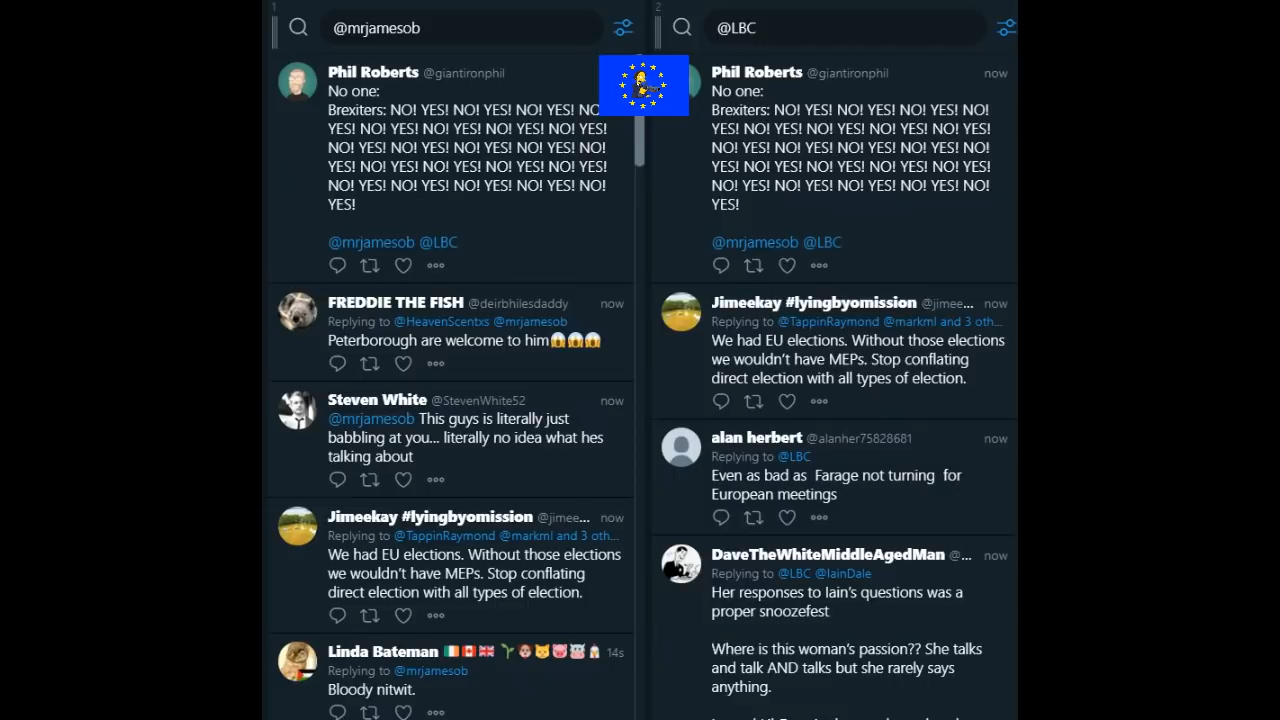 1
@mrjamesob
Phil Roberts @giantironphil
No one:
Brexiters: NO! YES! NO! YES! NO! YES! NO
YES! NO! YES! NO! YES! NO! YES! NO! YES!
NO! YES! NO! YES! NO! YES! NO! YES! NO!
YES! NO! YES! NO! YES! NO! YES! NO! YES!
NO! YES! NO! YES! NO! YES! NO! YES! NO!
YES!
@mrjamesob @LBC
FREDDIE THE FISH @deirbhilesdaddy now
Replying to @HeavenScentxs @mrjamesob
Peterborough are welcome to him😱😱😱
Steven White @StevenWhite52 now
@mrjamesob This guys is literally just
babbling at you... literally no idea what hes
talking about
Jimeekay #lyingbyomission @jimee... now
Replying to @TappinRaymond @markml and 3 oth...
We had EU elections. Without those elections
we wouldn't have MEPs. Stop conflating
direct election with all types of election.
Linda Bateman 14s
Replying to @mrjamesob
Bloody nitwit.
2
@LBC
Phil Roberts @giantironphil now
No one:
Brexiters: NO! YES! NO! YES! NO! YES! NO!
YES! NO! YES! NO! YES! NO! YES! NO! YES!
NO! YES! NO! YES! NO! YES! NO! YES! NO!
YES! NO! YES! NO! YES! NO! YES! NO! YES!
NO! YES! NO! YES! NO! YES! NO! YES! NO!
YES!
@mrjamesob @LBC
Jimeekay #lyingbyomission @jimee... now
Replying to @TappinRaymond @markml and 3 oth...
We had EU elections. Without those elections
we wouldn't have MEPs. Stop conflating
direct election with all types of election.
alan herbert @alanher75828681 now
Replying to @LBC
Even as bad as Farage not turning for
European meetings
DaveTheWhiteMiddleAgedMan @... now
Replying to @LBC @IainDale
Her responses to Iain's questions was a
proper snoozefest
Where is this woman's passion?? She talks
and talk AND talks but she rarely says
anything.